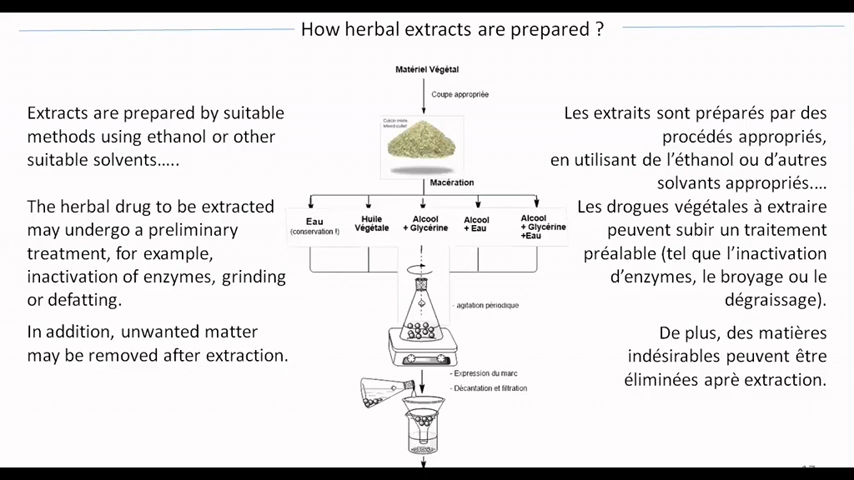 How herbal extracts are prepared ?
Extracts are prepared by suitable
methods using ethanol or other
suitable solvents.....
The herbal drug to be extracted
may undergo a preliminary
treatment, for example,
inactivation of enzymes, grinding
or defatting.
In addition, unwanted matter
may be removed after extraction.
Matériel Végétal
Coupe appropriée
Macération
Eau
(conservation !)
Huile
Végétale
Alcool
+ Glycérine
Alcool
+ Eau
Alcool
+ Glycérine
+Eau
- agitation périodique
- Expression du marc
- Décantation et filtration
Les extraits sont préparés par des
procédés appropriés,
en utilisant de l'éthanol ou d'autres
solvants appropriés....
Les drogues végétales à extraire
peuvent subir un traitement
préalable (tel que l'inactivation
d'enzymes, le broyage ou le
dégraissage).
De plus, des matières
indésirables peuvent être
éliminées aprè extraction.